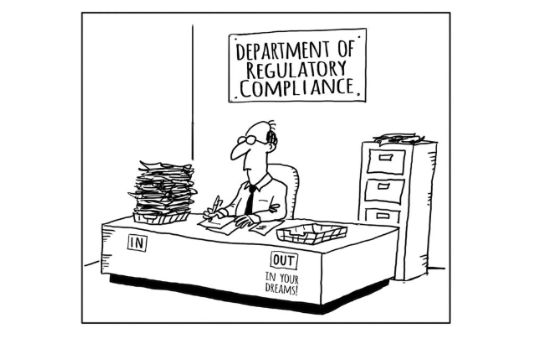 DEPARTMENT OF
REGULATORY
COMPLIANCE
IN
OUT
IN YOUR
DREAMS!